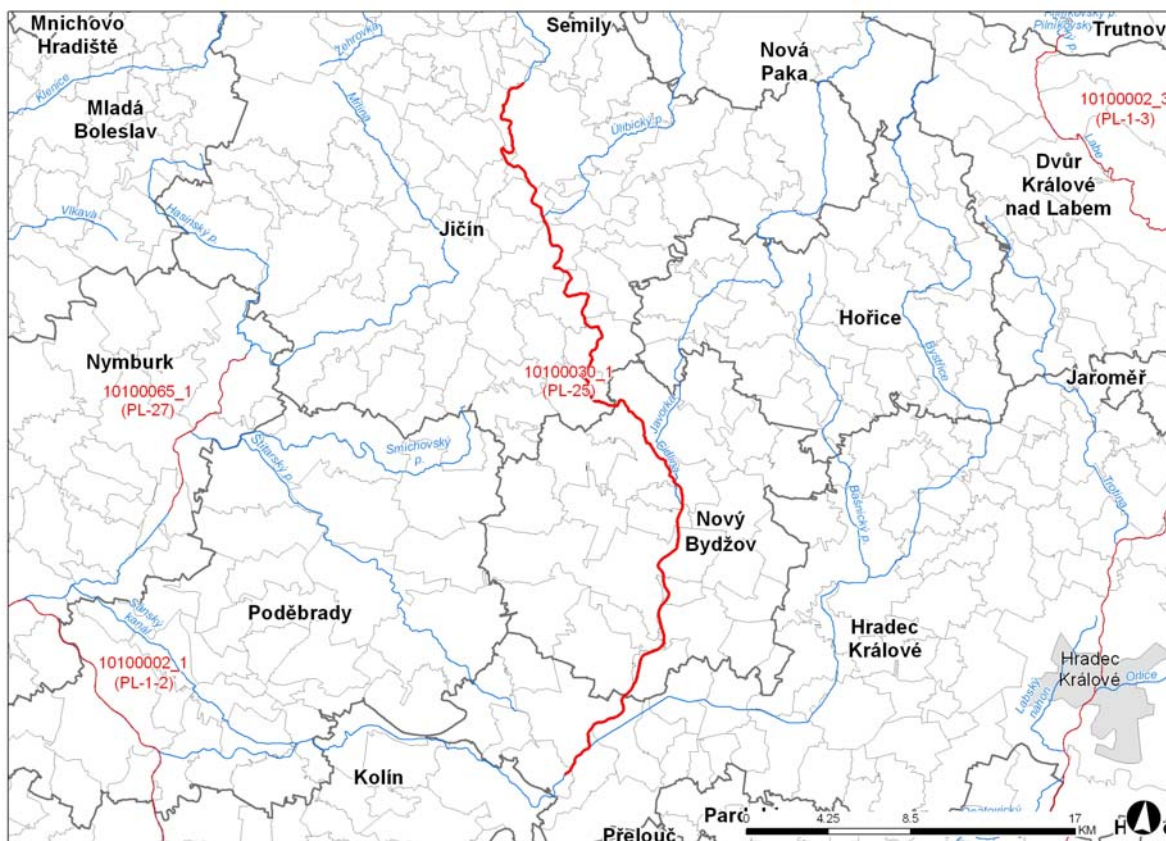 Mnichovo
Hradiště
Žehrovka
Semily
Nová
Paka
Pilníkovský
p.
Trutnov
Klenice
Mladá
Boleslav
Mrlina
Úlibický p.
10100002_3
(PL-1-3)
Labe
Dvůr
Králové
nad Labem
Vlkava
Hasinský p.
Jičín
Hořice
Bystřice
Nymburk
10100065_1
(PL-27)
10100030_1
(PL-25)
Jaroměř
Javorka
Cidlina
Smíchovský
p.
Štítarský p.
Bašnický p.
Trotina
Nový
Bydžov
Poděbrady
Sánský
kanál
Hradec
Králové
10100002_1
(PL-1-2)
Hradec
Králové
Orlice
Labský
náhon
Kolín
Přelouč
0 4.25 8.5 17
KM